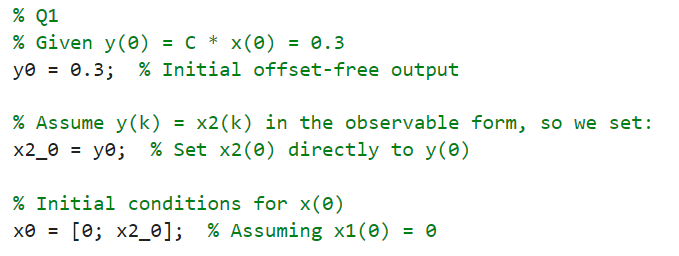 % Q1
% Given y(0) = C * x(0) = 0.3
y0 = 0.3;  % Initial offset-free output
% Assume y(k) = x2(k) in the observable form, so we set:
x2_0 = y0;  % Set x2(0) directly to y(0)
% Initial conditions for x(0)
x0 = [0; x2_0];  % Assuming x1(0) = 0